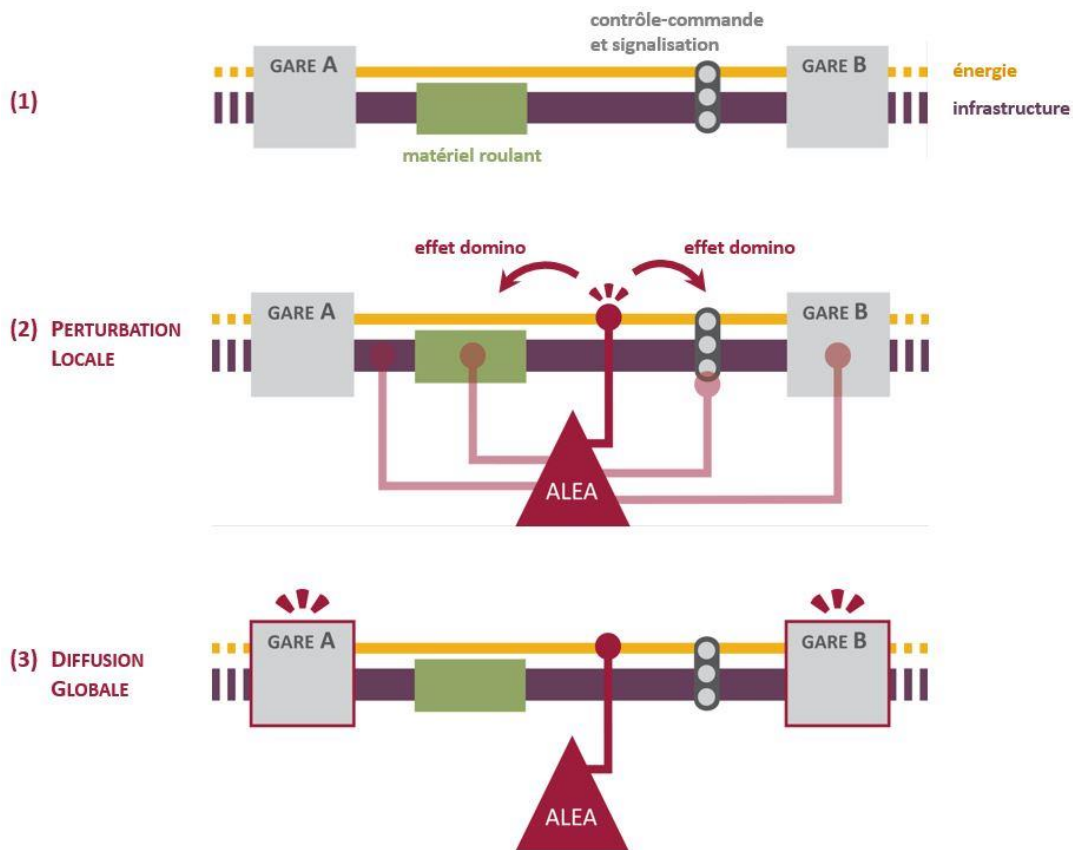 contrôle-commande
et signalisation
GARE A
GARE B
énergie
(1)
infrastructure
matériel roulant
effet domino
effet domino
GARE A
GARE B
(2) PERTURBATION
LOCALE
ALEA
GARE A
GARE B
(3) DIFFUSION
GLOBALE
ALEA